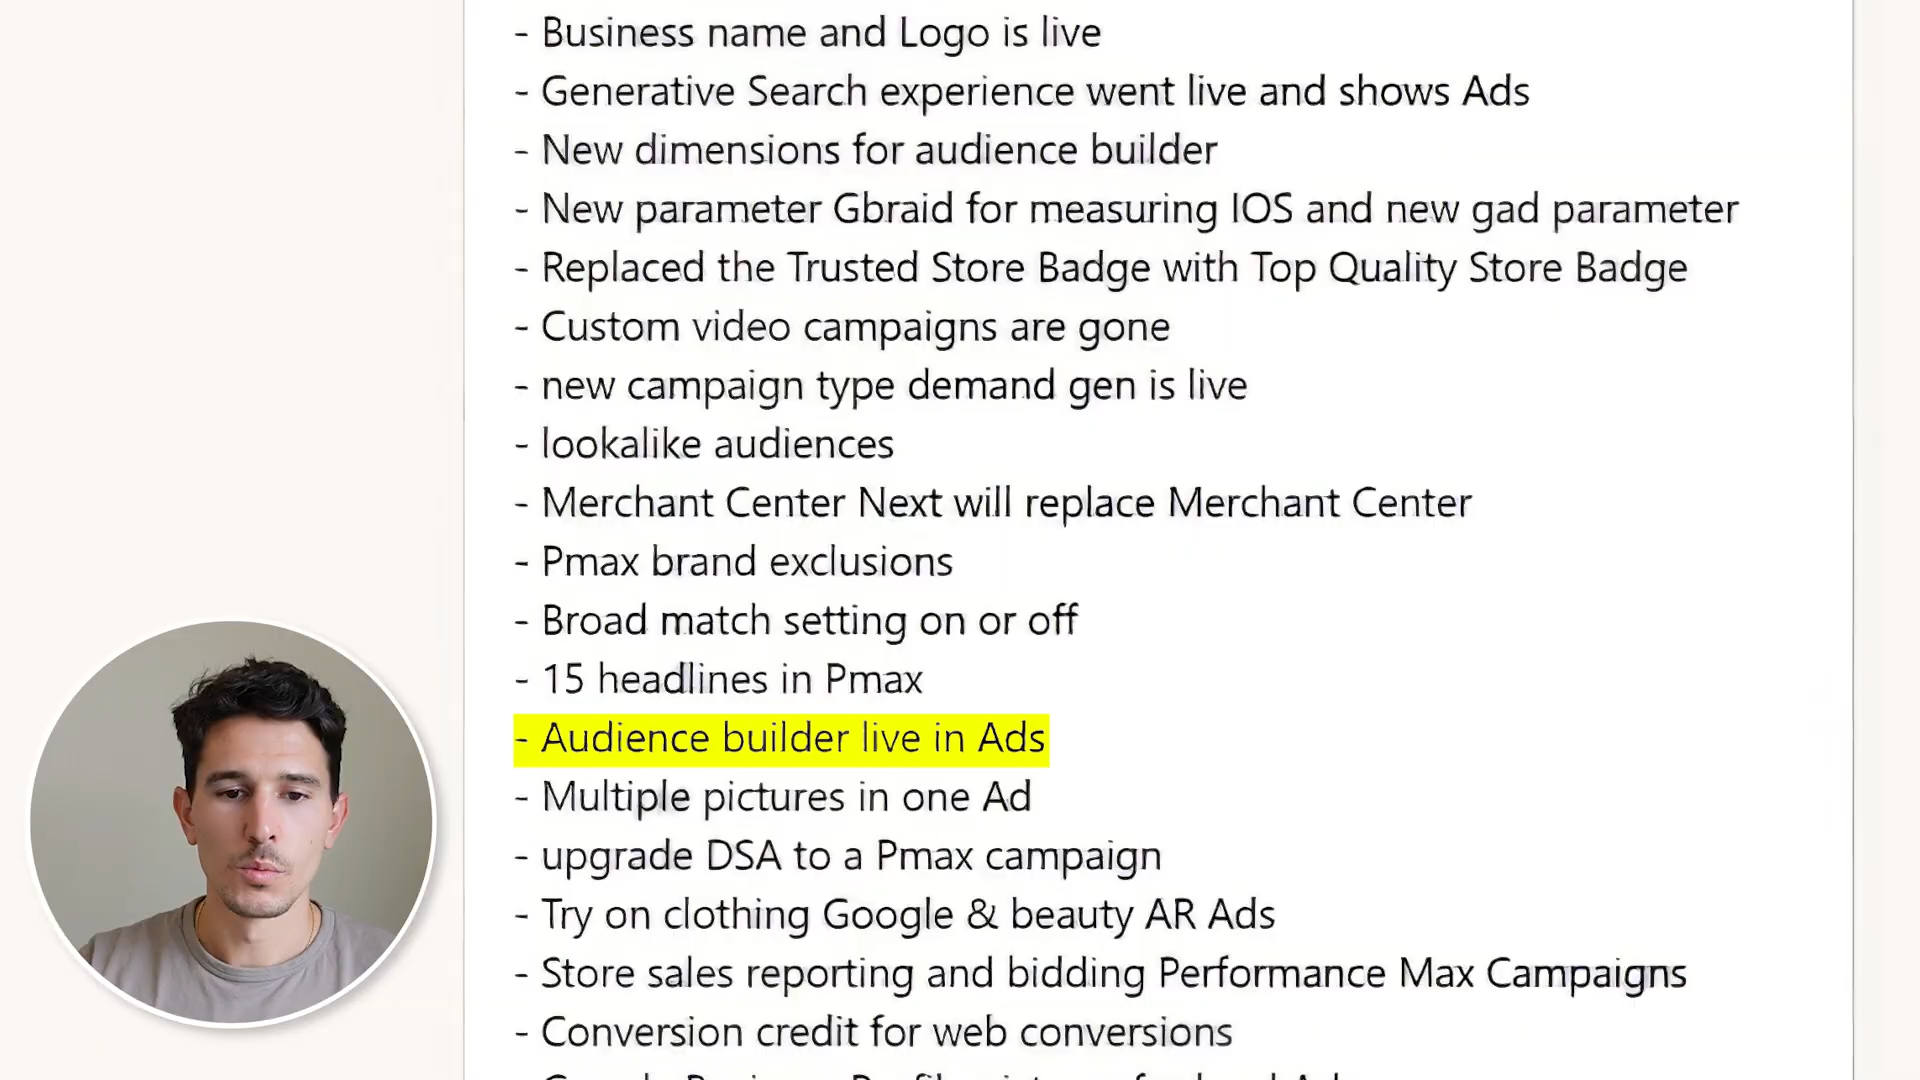 - Business name and Logo is live
- Generative Search experience went live and shows Ads
- New dimensions for audience builder
- New parameter Gbraid for measuring IOS and new gad parameter
- Replaced the Trusted Store Badge with Top Quality Store Badge
- Custom video campaigns are gone
- new campaign type demand gen is live
- lookalike audiences
- Merchant Center Next will replace Merchant Center
- Pmax brand exclusions
- Broad match setting on or off
- 15 headlines in Pmax
- Audience builder live in Ads
- Multiple pictures in one Ad
- upgrade DSA to a Pmax campaign
- Try on clothing Google & beauty AR Ads
- Store sales reporting and bidding Performance Max Campaigns
- Conversion credit for web conversions